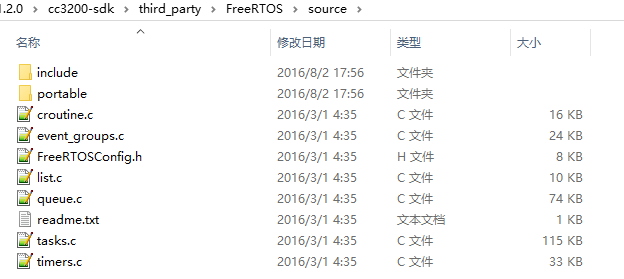 1.2.0 > cc3200-sdk > third_party > FreeRTOS > source >
名称 修改日期 类型 大小
include 2016/8/2 17:56 文件夹
portable 2016/8/2 17:56 文件夹
croutine.c 2016/3/1 4:35 C 文件 16 KB
event_groups.c 2016/3/1 4:35 C 文件 24 KB
FreeRTOSConfig.h 2016/3/1 4:35 H 文件 8 KB
list.c 2016/3/1 4:35 C 文件 10 KB
queue.c 2016/3/1 4:35 C 文件 74 KB
readme.txt 2016/3/1 4:35 文本文档 1 KB
tasks.c 2016/3/1 4:35 C 文件 115 KB
timers.c 2016/3/1 4:35 C 文件 33 KB